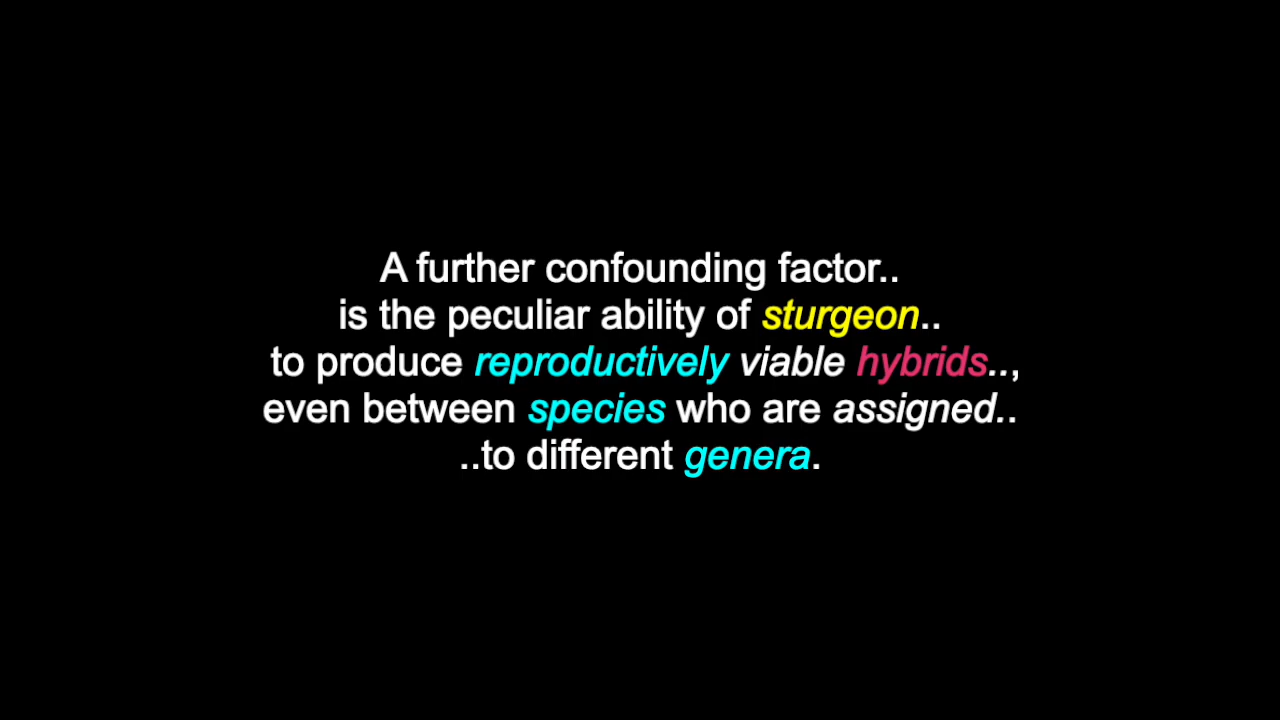 A further confounding factor..
is the peculiar ability of sturgeon..
to produce reproductively viable hybrids..,
even between species who are assigned..
..to different genera.